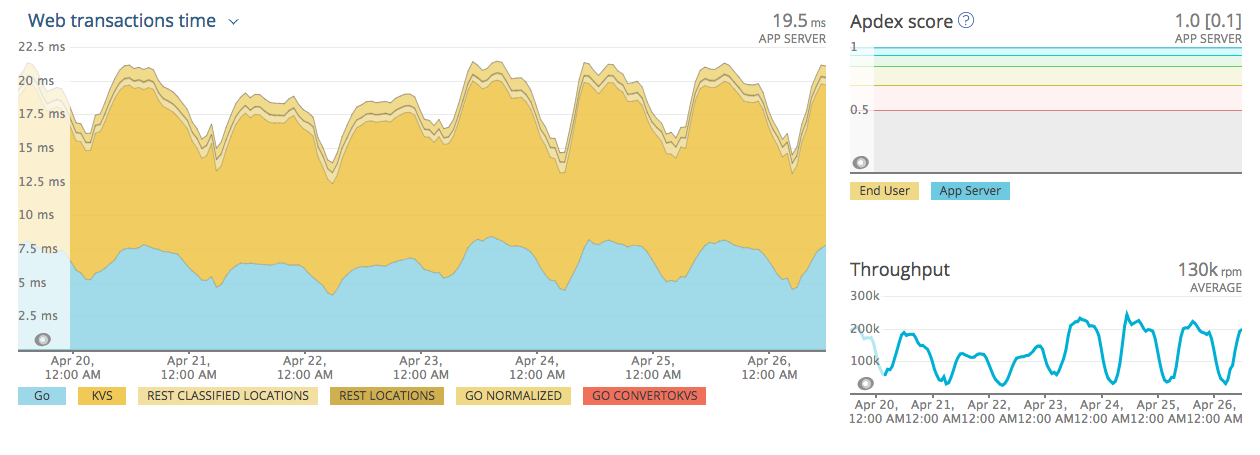 Web transactions time
19.5 ms
APP SERVER
22.5 ms
20 ms
17.5 ms
15 ms
12.5 ms
10 ms
7.5 ms
5 ms
2.5 ms
Apr 20, Apr 21, Apr 22, Apr 23, Apr 24, Apr 25, Apr 26,
12:00 AM 12:00 AM 12:00 AM 12:00 AM 12:00 AM 12:00 AM 12:00 AM
Go KVS REST CLASSIFIED LOCATIONS REST LOCATIONS GO NORMALIZED GO CONVERTOKVS
Apdex score ?
1.0 [0.1]
APP SERVER
1
0.5
End User App Server
Throughput
130k rpm
AVERAGE
300k
200k
100k
Apr 20, Apr 21, Apr 22, Apr 23, Apr 24, Apr 25, Apr 26,
12:00 AM 12:00 AM 12:00 AM 12:00 AM 12:00 AM 12:00 AM 12:00 AM